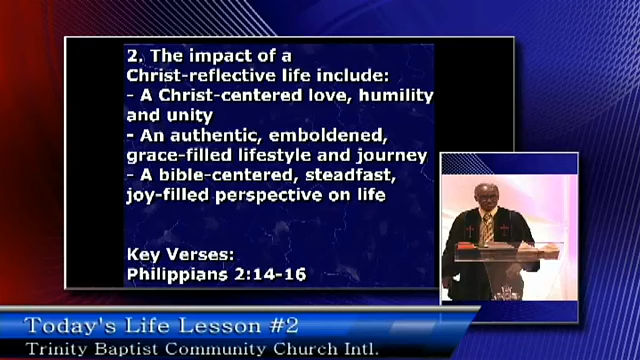 2. The impact of a
Christ-reflective life include:
- A Christ-centered love, humility
and unity
- An authentic, emboldened,
grace-filled lifestyle and journey
- A bible-centered, steadfast,
joy-filled perspective on life
Key Verses:
Philippians 2:14-16
Today's Life Lesson #2
Trinity Baptist Community Church Intl.